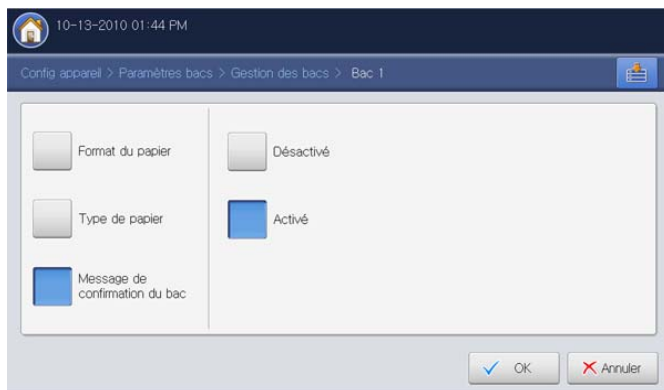 10-13-2010 01:44 PM
Config appareil > Paramètres bacs > Gestion des bacs > Bac 1
Format du papier
Désactivé
Type de papier
Activé
Message de
confirmation du bac
OK
Annuler